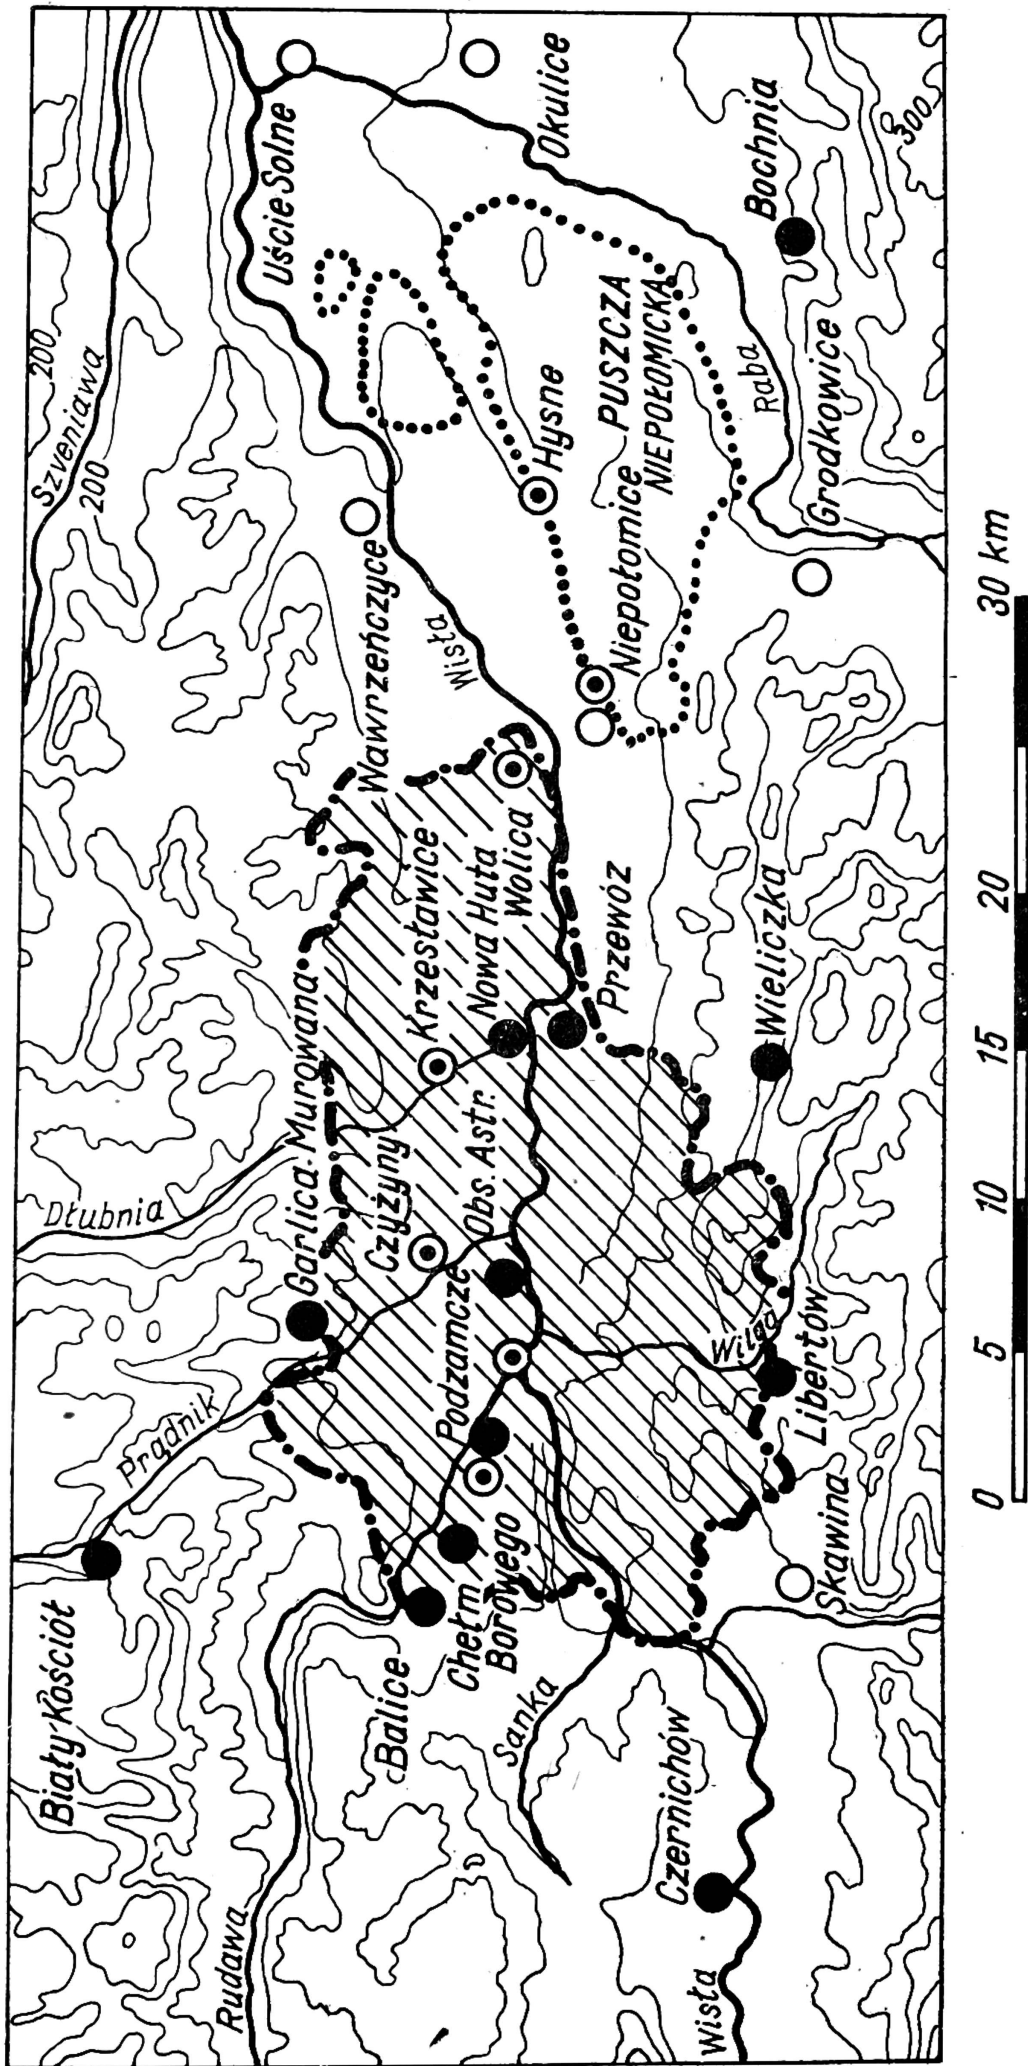 Szveniawa
200
200
Uście Solne
Okulice
Bochnia
300
Hysne
PUSZCZA
NIEPOŁOMICKA
Niepołomice
Raba
Grodkowice
Wawrzeńczyce
Wisła
Krzesławice
Nowa Huta
Wolica
Przewóz
Wieliczka
Dłubnia
Garlica Murowana
Czyżyny
Obs. Astr.
Podzamcze
Prądnik
Wilga
Libertów
Biały Kościół
Skawina
Chełm
Borowego
Balice
Sanka
Rudawa
Czernichów
Wisła
0 5 10 15 20 30 km